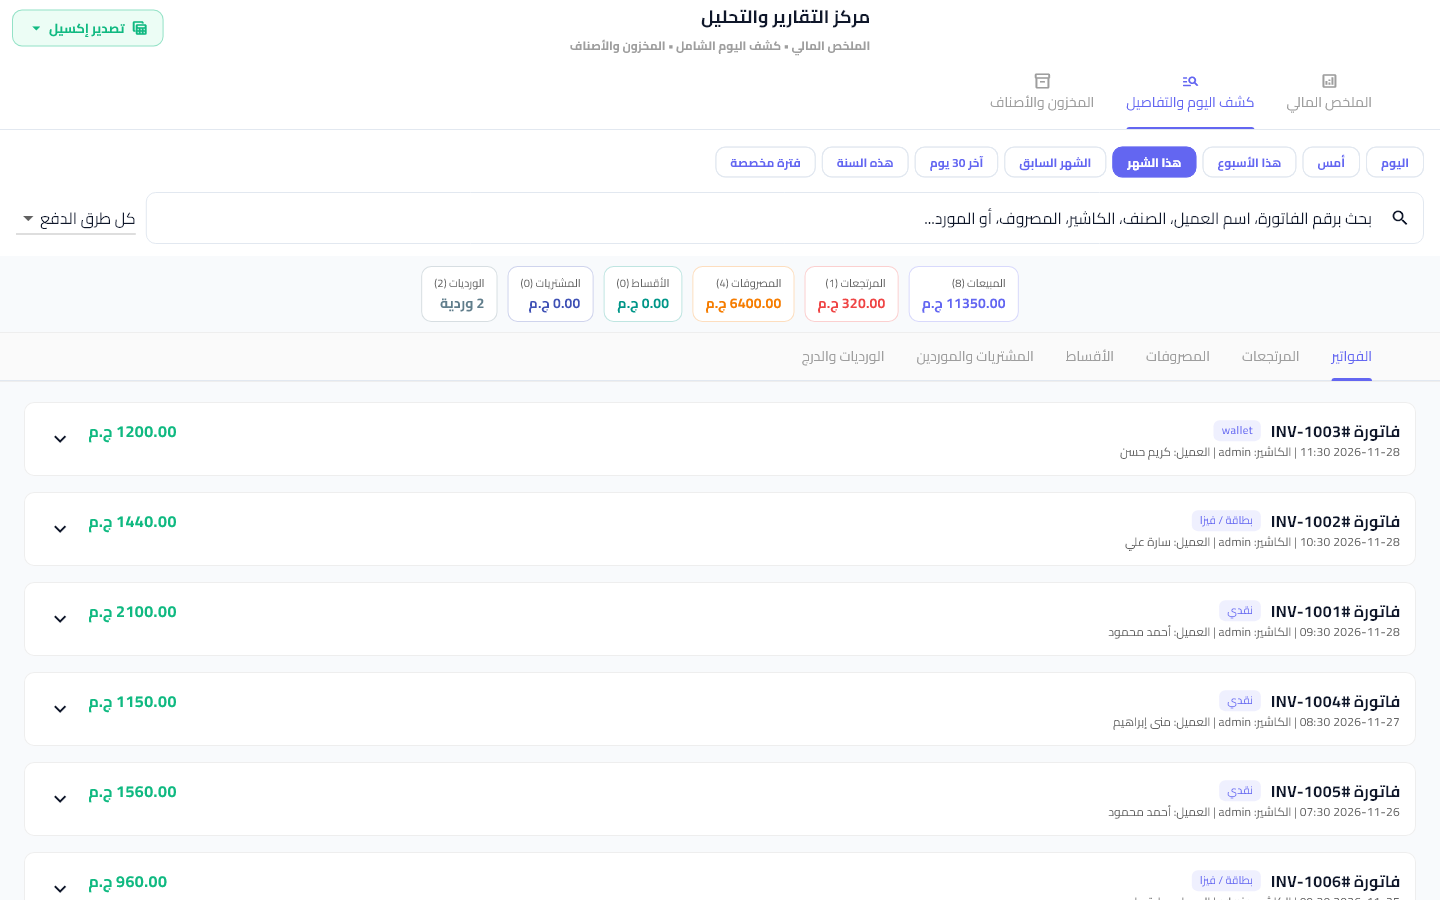 مركز التقارير والتحليل
الملخص المالي • كشف اليوم الشامل • المخزون والأصناف
تصدير إكسيل
الملخص المالي
كشف اليوم والتفاصيل
المخزون والأصناف
اليوم
أمس
هذا الأسبوع
هذا الشهر
الشهر السابق
آخر 30 يوم
هذه السنة
فترة مخصصة
بحث برقم الفاتورة، اسم العميل، الصنف، الكاشير، المصروف، أو المورد...
كل طرق الدفع
المبيعات (8)
11350.00 ج.م
المرتجعات (1)
320.00 ج.م
المصروفات (4)
6400.00 ج.م
الأقساط (0)
0.00 ج.م
المشتريات (0)
0.00 ج.م
الورديات (2)
2 وردية
الفواتير
المرتجعات
المصروفات
الأقساط
المشتريات والموردين
الورديات والدرج
فاتورة #INV-1003 wallet
2026-11-28 11:30 | الكاشير: admin | العميل: كريم حسن
1200.00 ج.م
فاتورة #INV-1002 بطاقة / فيزا
2026-11-28 10:30 | الكاشير: admin | العميل: سارة علي
1440.00 ج.م
فاتورة #INV-1001 نقدي
2026-11-28 09:30 | الكاشير: admin | العميل: أحمد محمود
2100.00 ج.م
فاتورة #INV-1004 نقدي
2026-11-27 08:30 | الكاشير: admin | العميل: منى إبراهيم
1150.00 ج.م
فاتورة #INV-1005 نقدي
2026-11-26 07:30 | الكاشير: admin | العميل: أحمد محمود
1560.00 ج.م
فاتورة #INV-1006 بطاقة / فيزا
960.00 ج.م